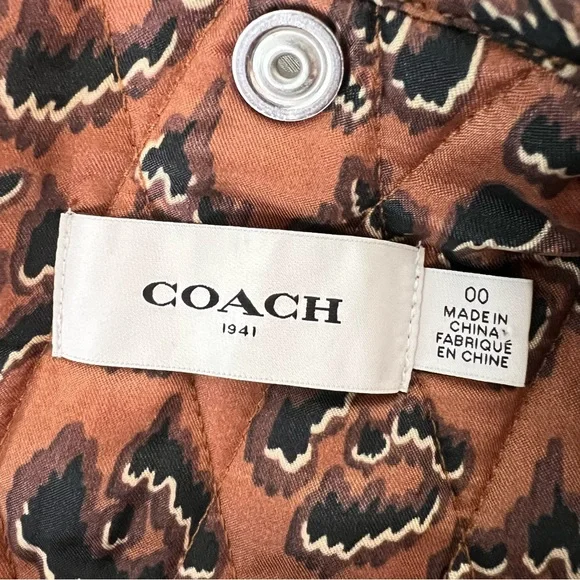 COACH
1941
00
MADE IN
CHINA
FABRIQUÉ
EN CHINE